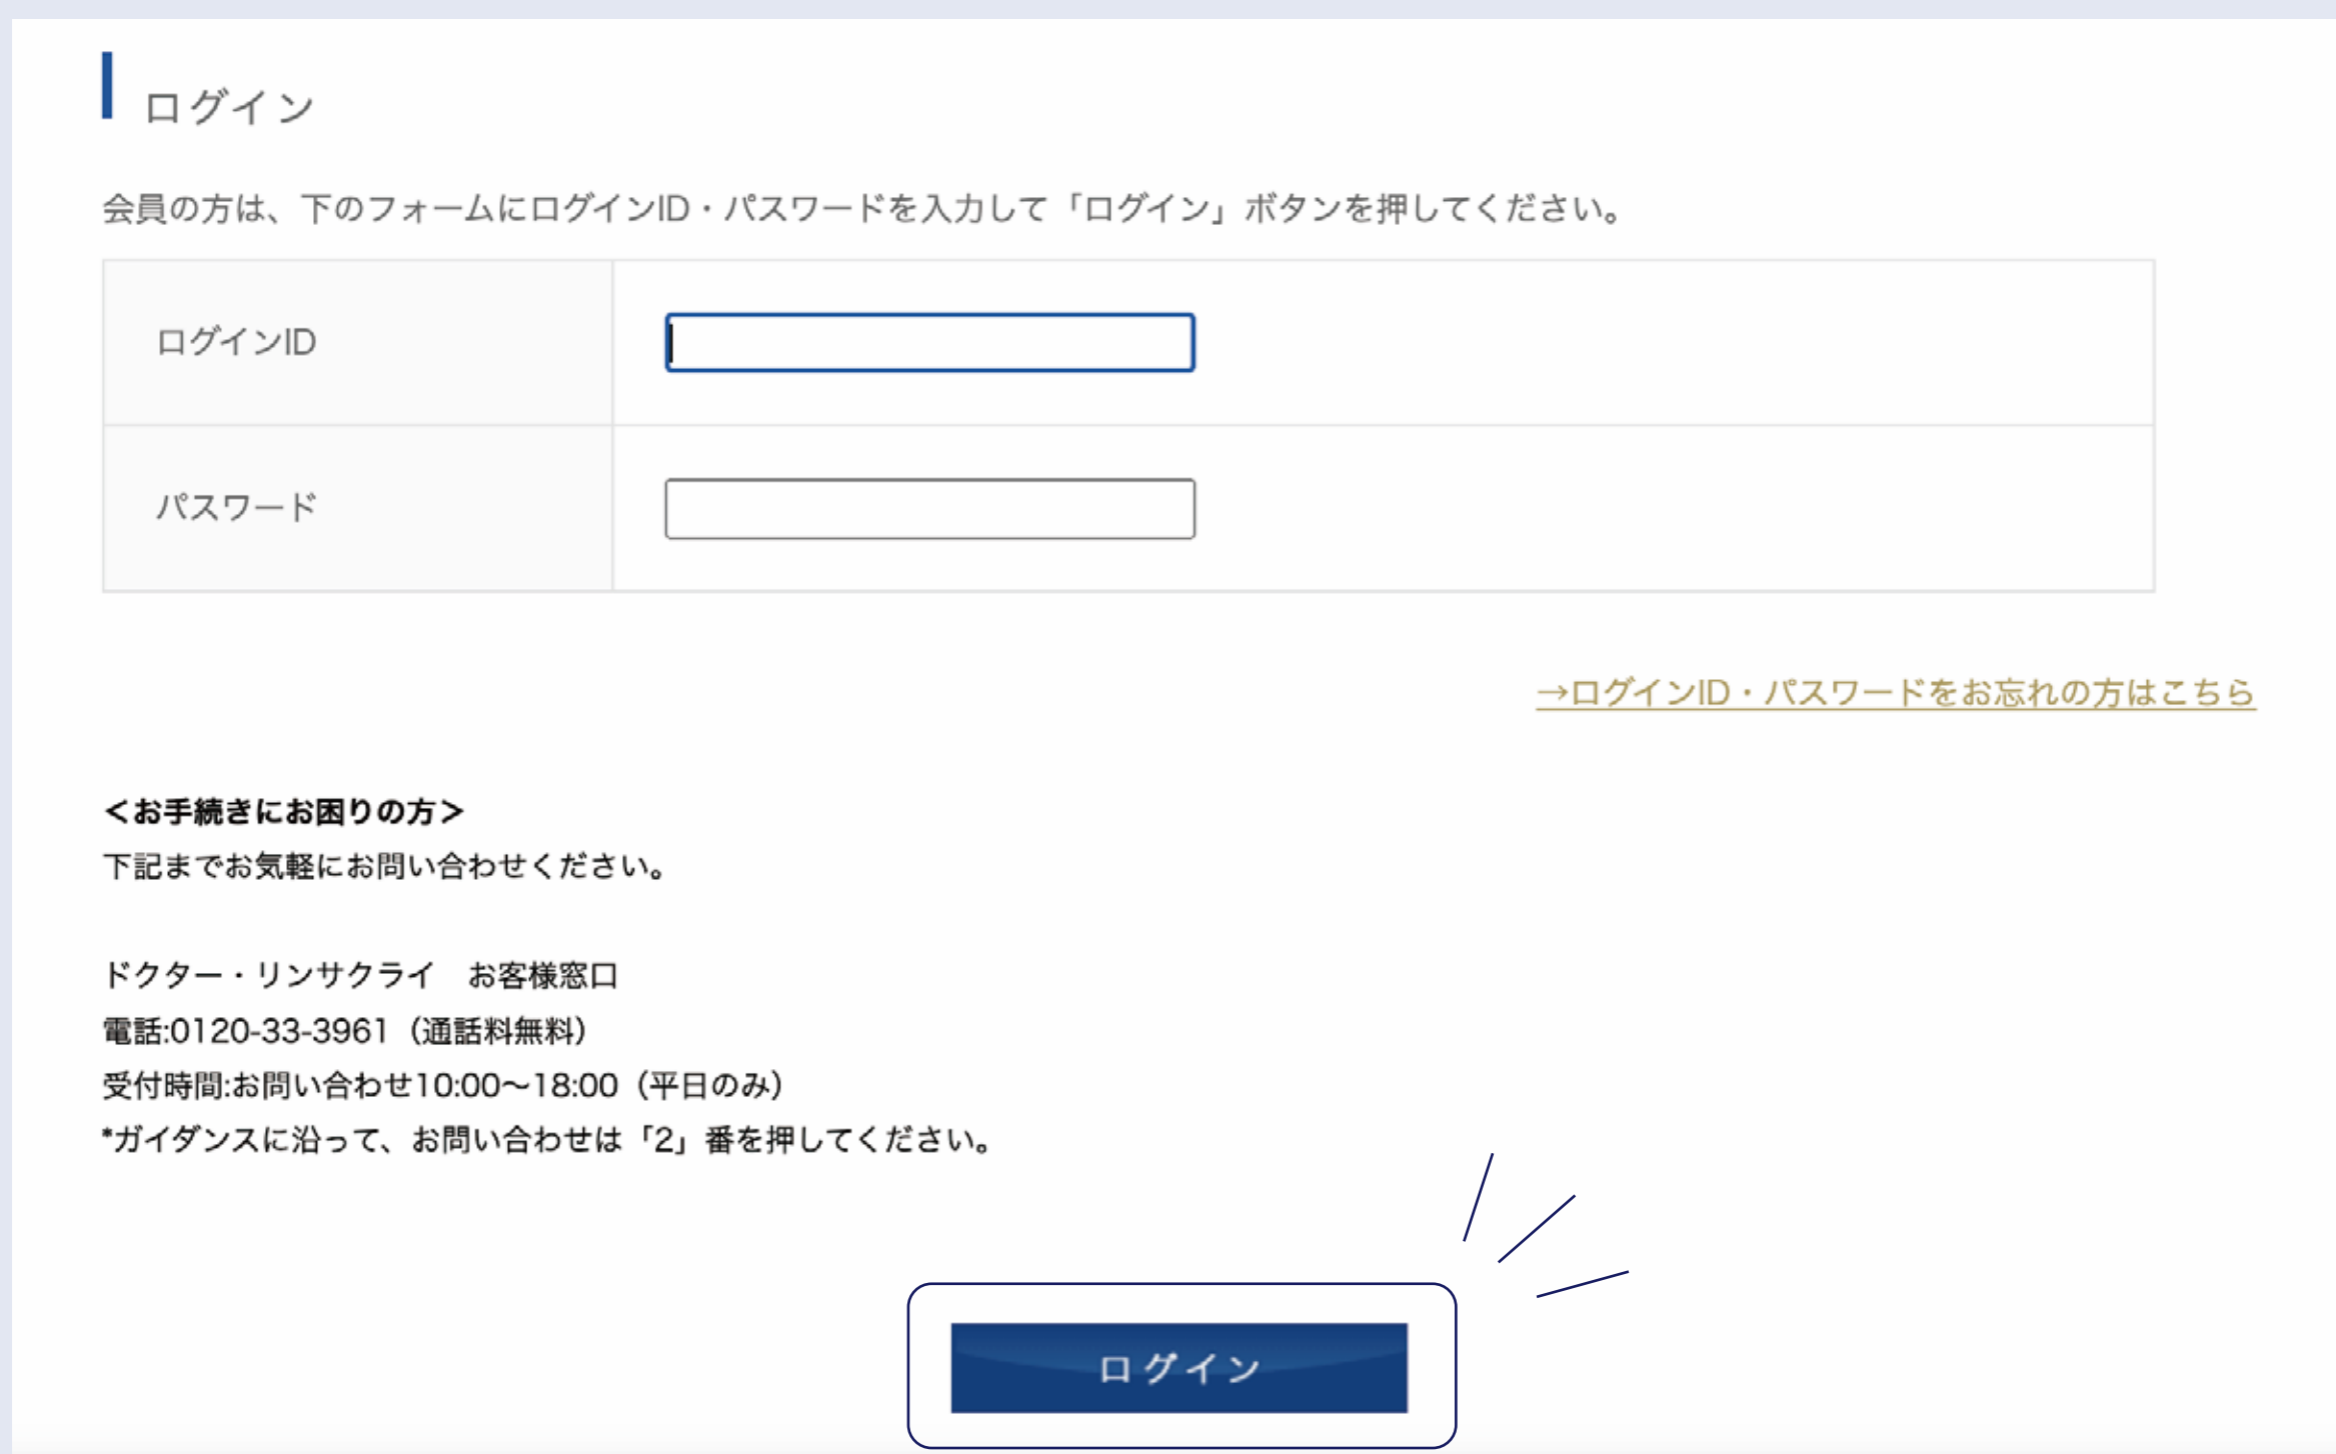 ログイン
会員の方は、下のフォームにログインID・パスワードを入力して「ログイン」ボタンを押してください。
ログインID
パスワード
→ログインID・パスワードをお忘れの方はこちら
＜お手続きにお困りの方＞
下記までお気軽にお問い合わせください。
ドクター・リンサクライ　お客様窓口
電話:0120-33-3961（通話料無料）
受付時間:お問い合わせ10:00〜18:00（平日のみ）
*ガイダンスに沿って、お問い合わせは「2」番を押してください。
ログイン